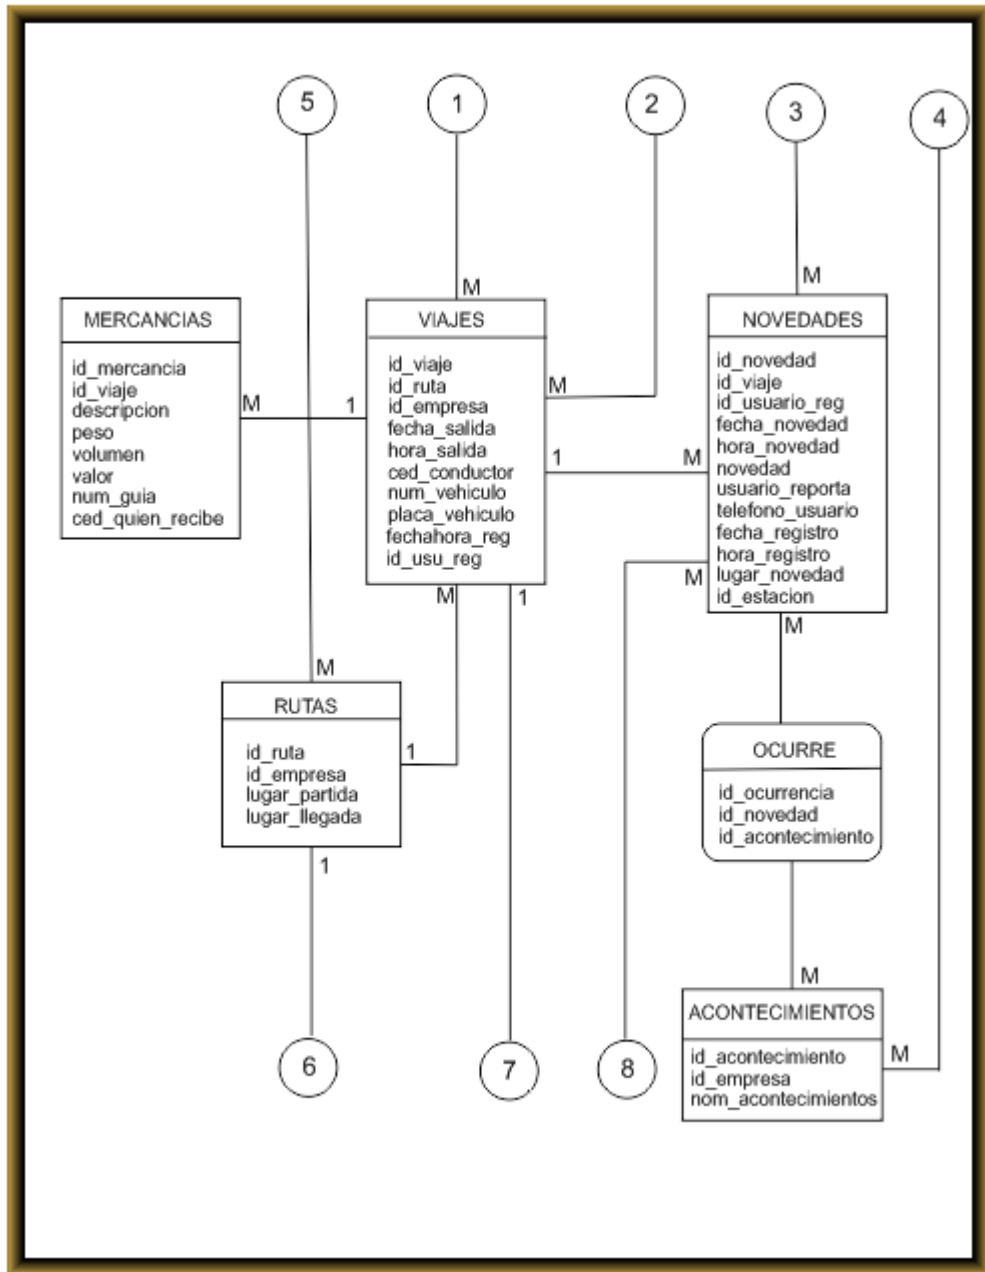 5
1
2
3
4
M
M
MERCANCIAS
id_mercancia
id_viaje
descripcion
peso
volumen
valor
num_guia
ced_quien_recibe
M
1
VIAJES
id_viaje
id_ruta
id_empresa
fecha_salida
hora_salida
ced_conductor
num_vehiculo
placa_vehiculo
fechahora_reg
id_usu_reg
M
1
M
M
1
NOVEDADES
id_novedad
id_viaje
id_usuario_reg
fecha_novedad
hora_novedad
novedad
usuario_reporta
telefono_usuario
fecha_registro
hora_registro
lugar_novedad
id_estacion
M
M
M
RUTAS
id_ruta
id_empresa
lugar_partida
lugar_llegada
1
1
OCURRE
id_ocurrencia
id_novedad
id_acontecimiento
M
ACONTECIMIENTOS
id_acontecimiento
id_empresa
nom_acontecimientos
M
6
7
8